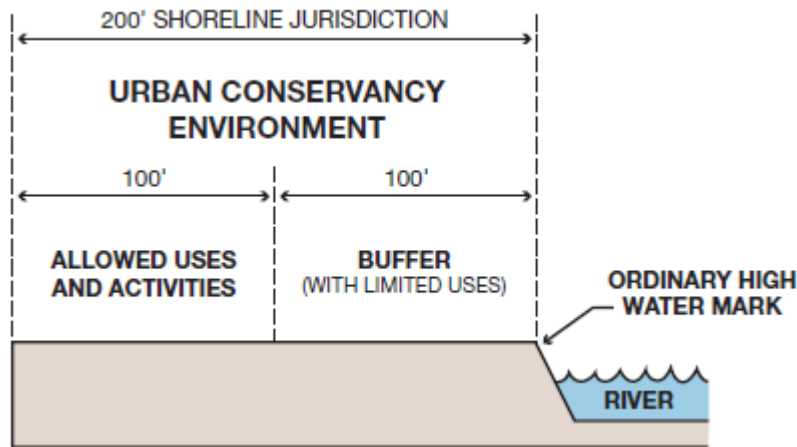 200' SHORELINE JURISDICTION
URBAN CONSERVANCY
ENVIRONMENT
100'
100'
ALLOWED USES
AND ACTIVITIES
BUFFER
(WITH LIMITED USES)
ORDINARY HIGH
WATER MARK
RIVER